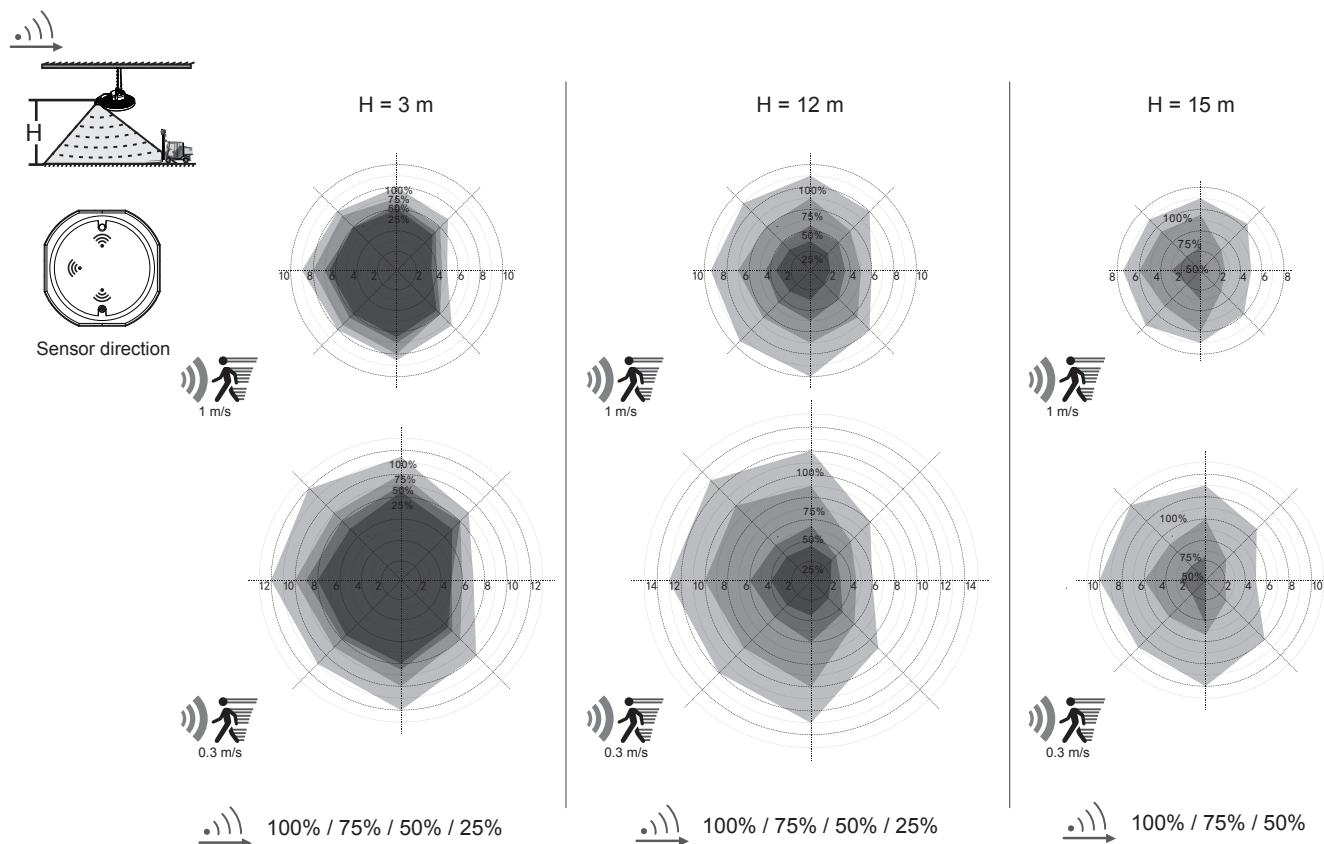 H
Sensor direction
H = 3 m
100%
75%
50%
25%
10 8 6 4 2 2 4 6 8 10
1 m/s
100%
75%
50%
25%
12 10 8 6 4 2 2 4 6 8 10 12
0.3 m/s
100% / 75% / 50% / 25%
H = 12 m
100%
75%
50%
25%
10 8 6 4 2 2 4 6 8 10
1 m/s
100%
75%
50%
25%
14 12 10 8 6 4 2 2 4 6 8 10 12 14
0.3 m/s
100% / 75% / 50% / 25%
H = 15 m
100%
75%
50%
8 6 4 2 2 4 6 8
1 m/s
100%
75%
50%
10 8 6 4 2 2 4 6 8 10
0.3 m/s
100% / 75% / 50%